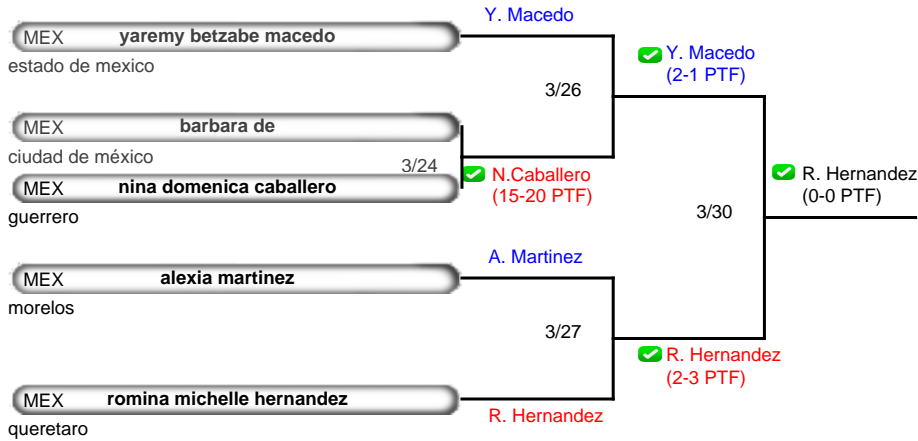 Y. Macedo
MEX yaremy betzabe macedo
estado de mexico
Y. Macedo
(2-1 PTF)
3/26
MEX barbara de
ciudad de méxico
3/24
N.Caballero
(15-20 PTF)
MEX nina domenica caballero
guerrero
R. Hernandez
(0-0 PTF)
3/30
A. Martinez
MEX alexia martinez
morelos
3/27
R. Hernandez
(2-3 PTF)
MEX romina michelle hernandez
R. Hernandez
queretaro